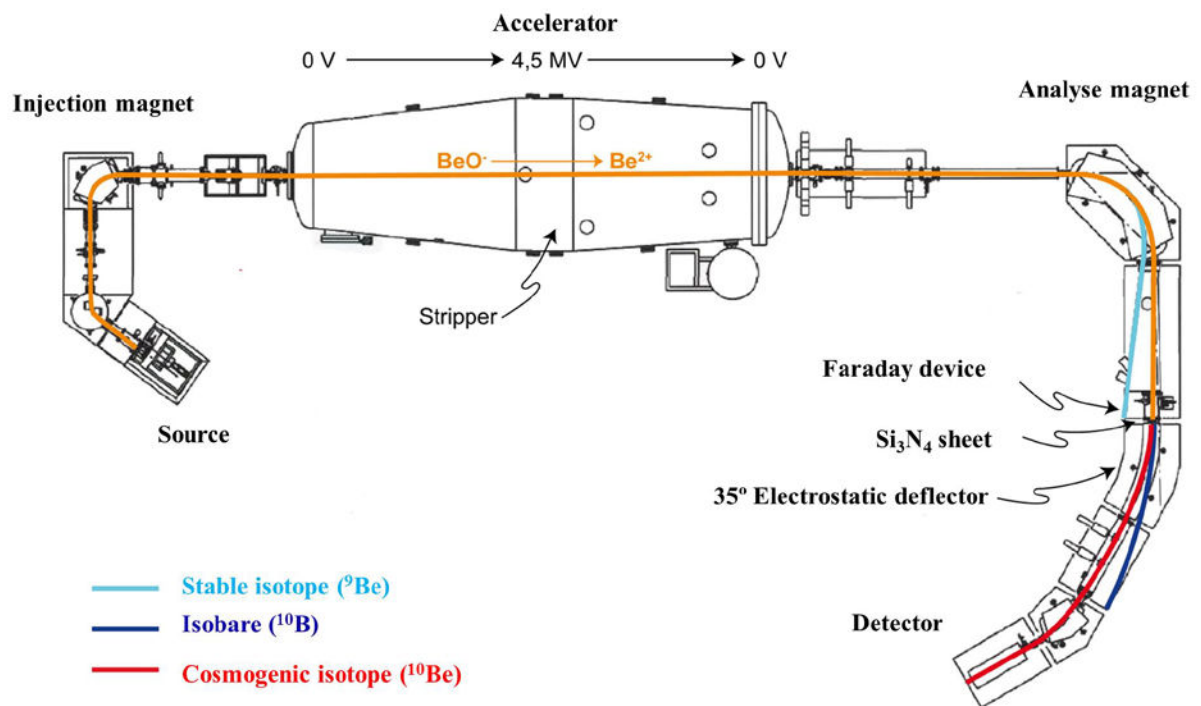 Accelerator
0 V 4,5 MV 0 V
Injection magnet
Analyse magnet
BeO⁻ Be²⁺
Stripper
Source
Faraday device
Si₃N₄ sheet
35º Electrostatic deflector
Stable isotope (⁹Be)
Isobare (¹⁰B)
Detector
Cosmogenic isotope (¹⁰Be)